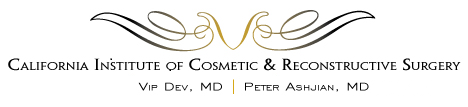 California Institute of Cosmetic & Reconstructive Surgery
Vip Dev, MD | Peter Ashjian, MD